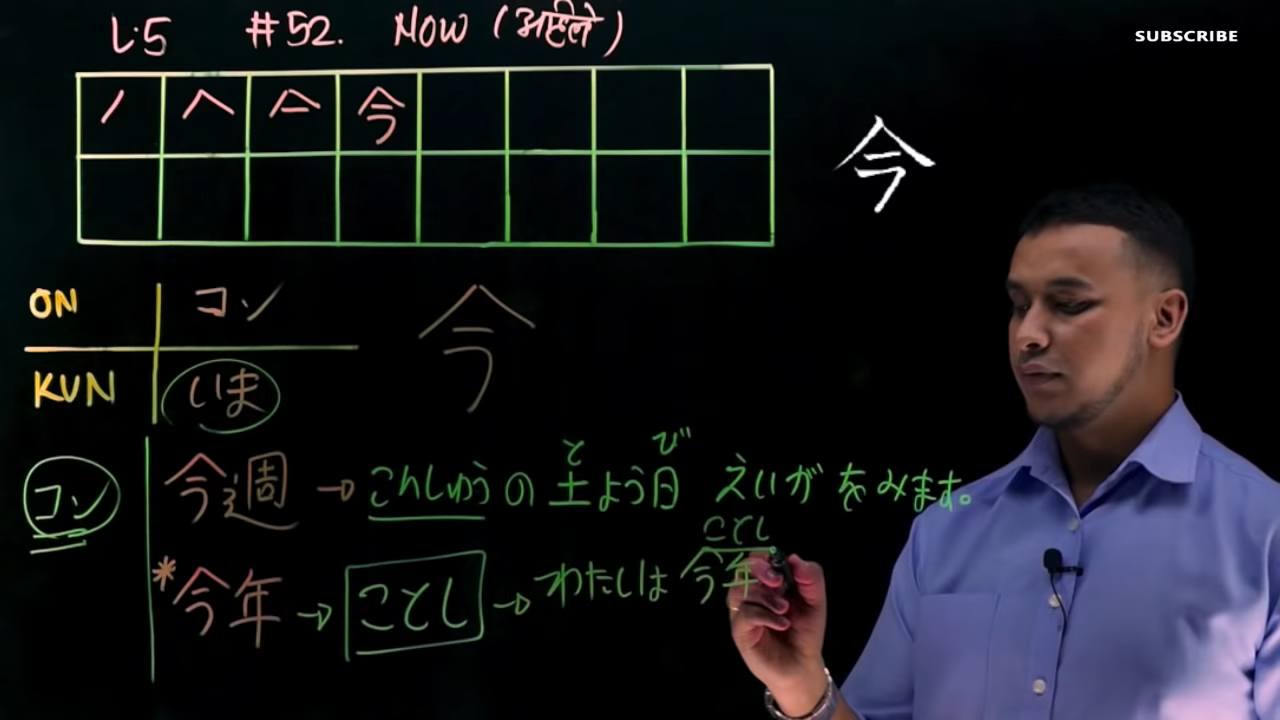 L.5 #52. Now (अहिले)
SUBSCRIBE
ノ 𠆢 亼 今
今
ON コン
今
KUN いま
と び
コン 今週 → こんしゅうの土よう日 えいがをみます。
ことし
*今年 → ことし → わたしは今年